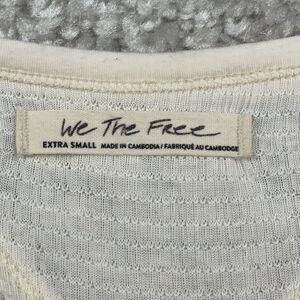 We The Free
EXTRA SMALL MADE IN CAMBODIA / FABRIQUÉ AU CAMBODGE